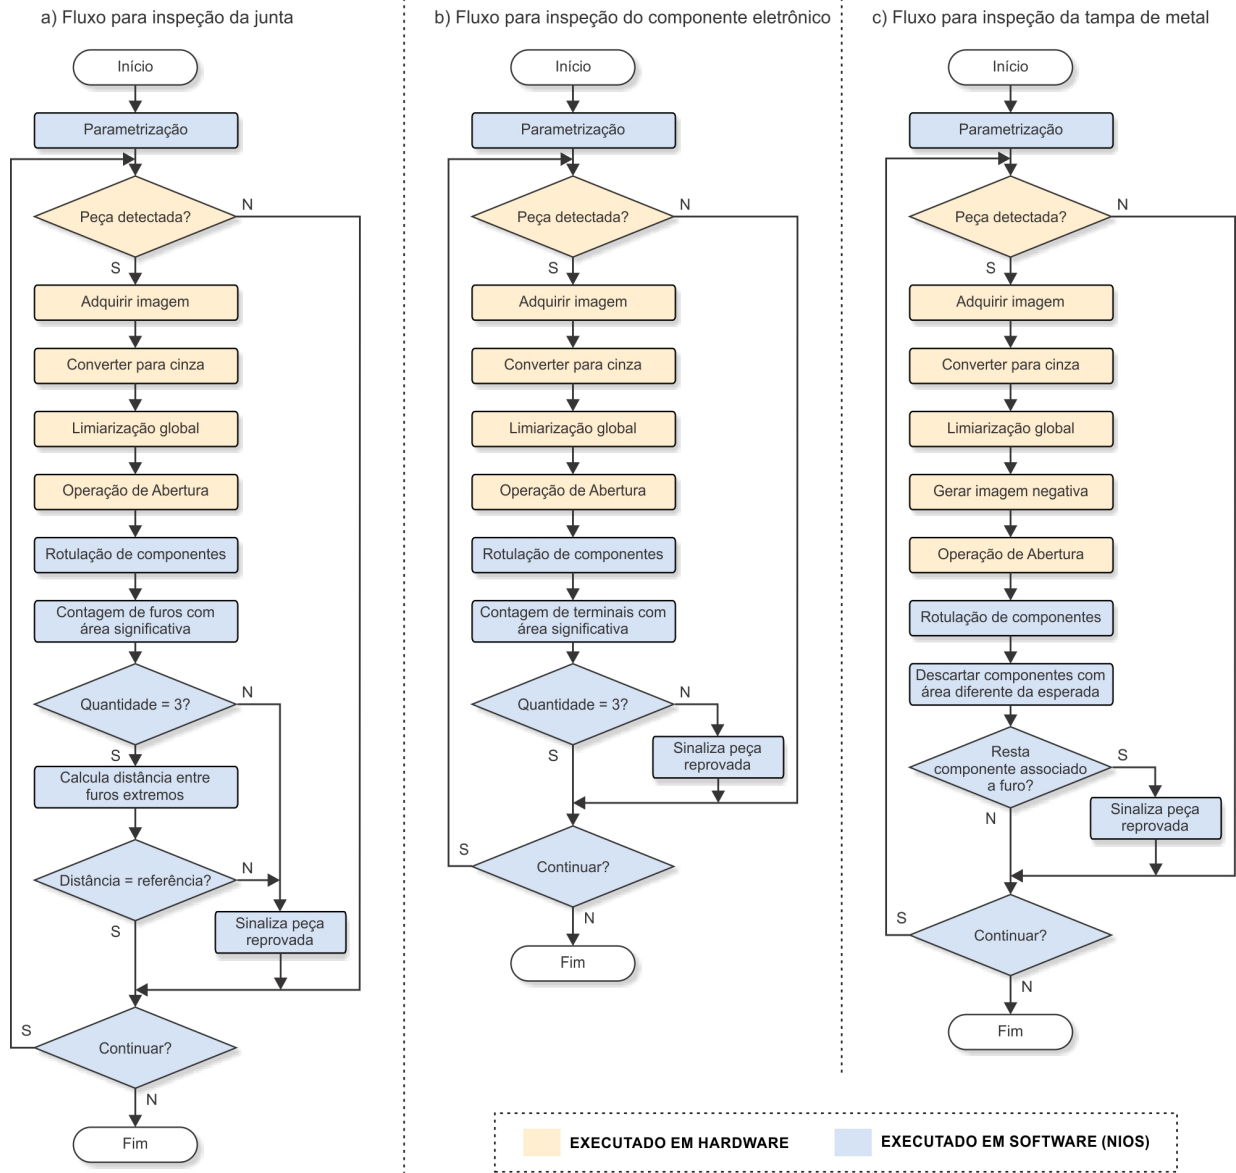 a) Fluxo para inspeção da junta
Início
Parametrização
Peça detectada?
N
S
Adquirir imagem
Converter para cinza
Limiarização global
Operação de Abertura
Rotulação de componentes
Contagem de furos com
área significativa
Quantidade = 3?
N
S
Calcula distância entre
furos extremos
Distância = referência?
N
S
Sinaliza peça
reprovada
Continuar?
S
N
Fim
b) Fluxo para inspeção do componente eletrônico
Início
Parametrização
Peça detectada?
N
S
Adquirir imagem
Converter para cinza
Limiarização global
Operação de Abertura
Rotulação de componentes
Contagem de terminais com
área significativa
Quantidade = 3?
N
S
Sinaliza peça
reprovada
Continuar?
S
N
Fim
c) Fluxo para inspeção da tampa de metal
Início
Parametrização
Peça detectada?
N
S
Adquirir imagem
Converter para cinza
Limiarização global
Gerar imagem negativa
Operação de Abertura
Rotulação de componentes
Descartar componentes com
área diferente da esperada
Resta
componente associado
a furo?
S
N
Sinaliza peça
reprovada
Continuar?
S
N
Fim
EXECUTADO EM HARDWARE
EXECUTADO EM SOFTWARE (NIOS)